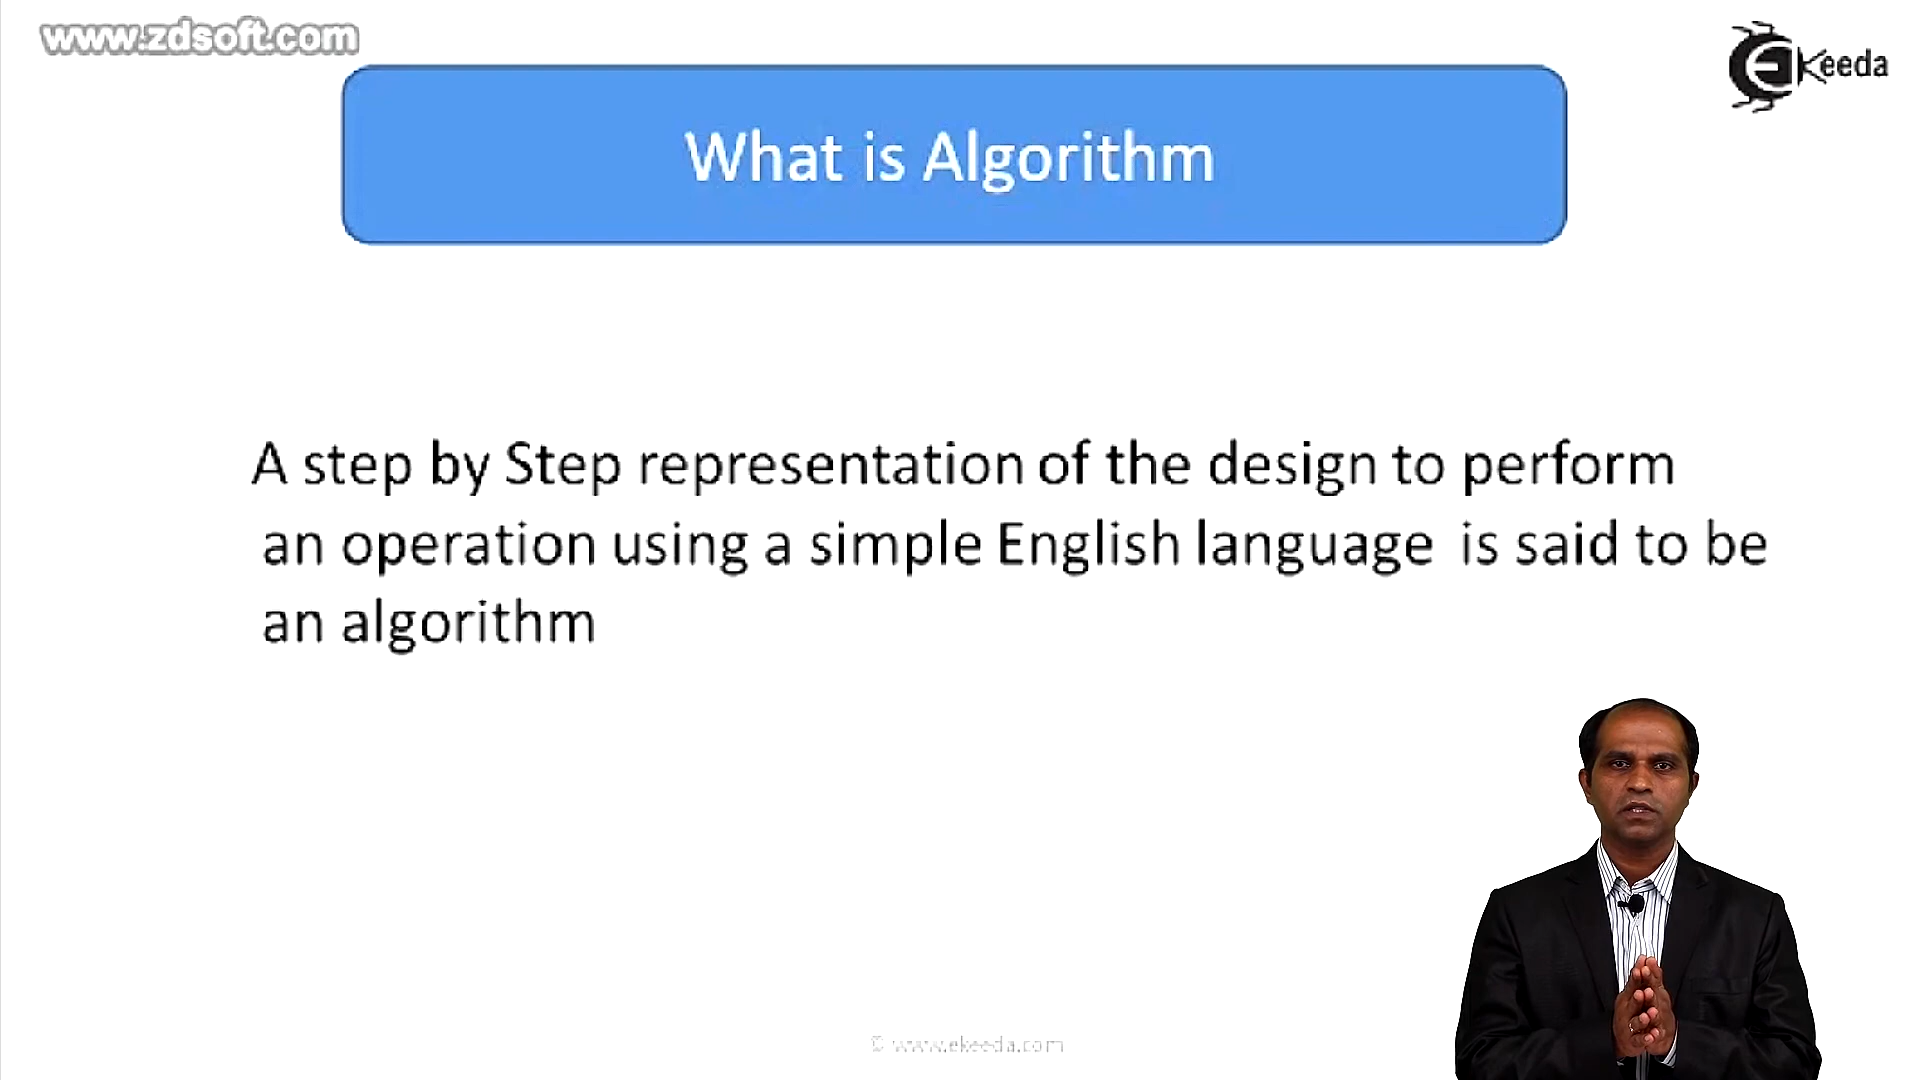 www.zdsoft.com
Ekeeda
What is Algorithm
A step by Step representation of the design to perform
an operation using a simple English language is said to be
an algorithm
© www.ekeeda.com